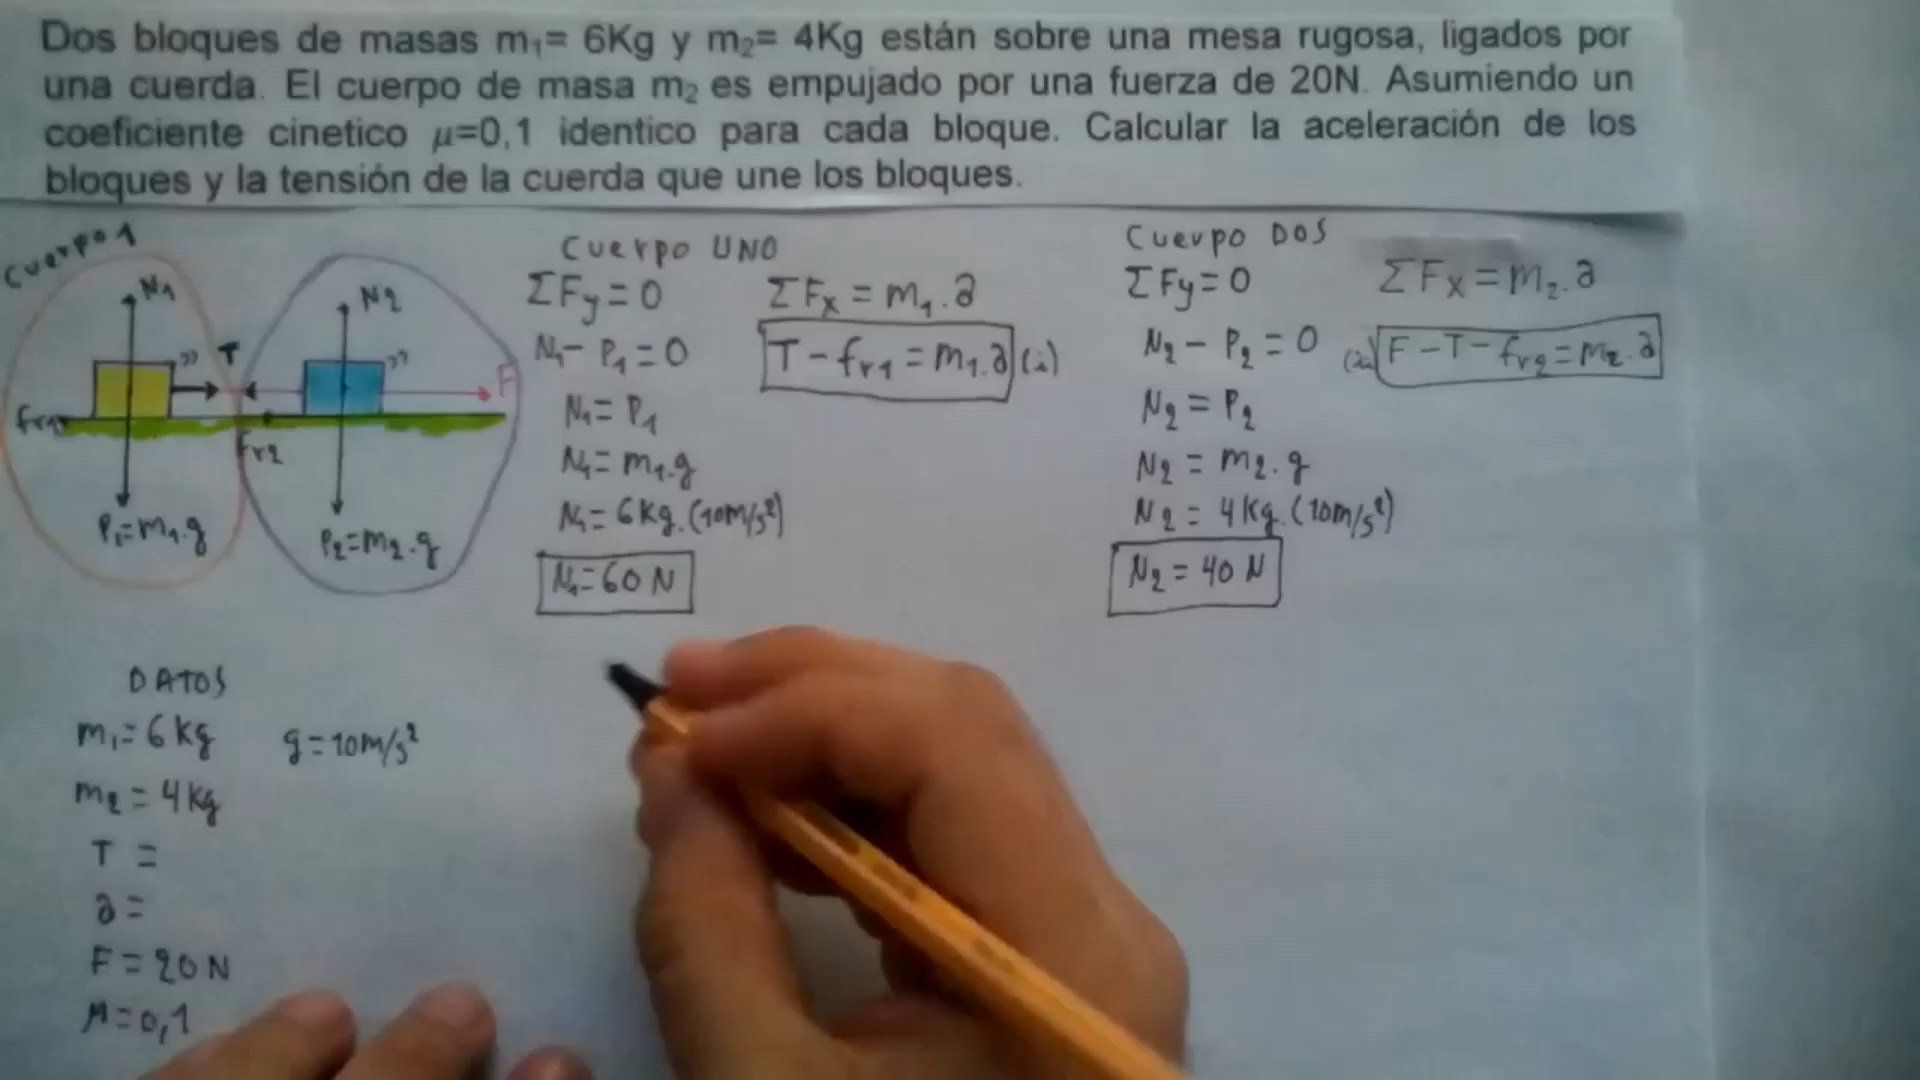 Dos bloques de masas m₁= 6Kg y m₂= 4Kg están sobre una mesa rugosa, ligados por
una cuerda. El cuerpo de masa m₂ es empujado por una fuerza de 20N. Asumiendo un
coeficiente cinetico μ=0,1 identico para cada bloque. Calcular la aceleración de los
bloques y la tensión de la cuerda que une los bloques.
Cuerpo 1
N₁
N2
T
F
fr1
Fr2
P₁=m₁.g
P₂=m₂.g
Cuerpo UNO
ΣFy=0
N₁- P₁=0
N₁= P₁
N₁= m₁.g
N₁= 6kg.(10m/s²)
N₁=60 N
ΣFx = m₁.a
T-fr₁=m₁.a (i)
Cuerpo DOS
ΣFy=0
N₂ - P₂=0
N₂ = P₂
N₂ = m₂.g
N₂ = 4kg.(10m/s²)
N₂ = 40 N
ΣFx=m₂.a
(ii) F-T-fr₂=m₂.a
DATOS
m₁=6kg
g=10m/s²
m₂=4kg
T =
a=
F=20N
μ=0,1